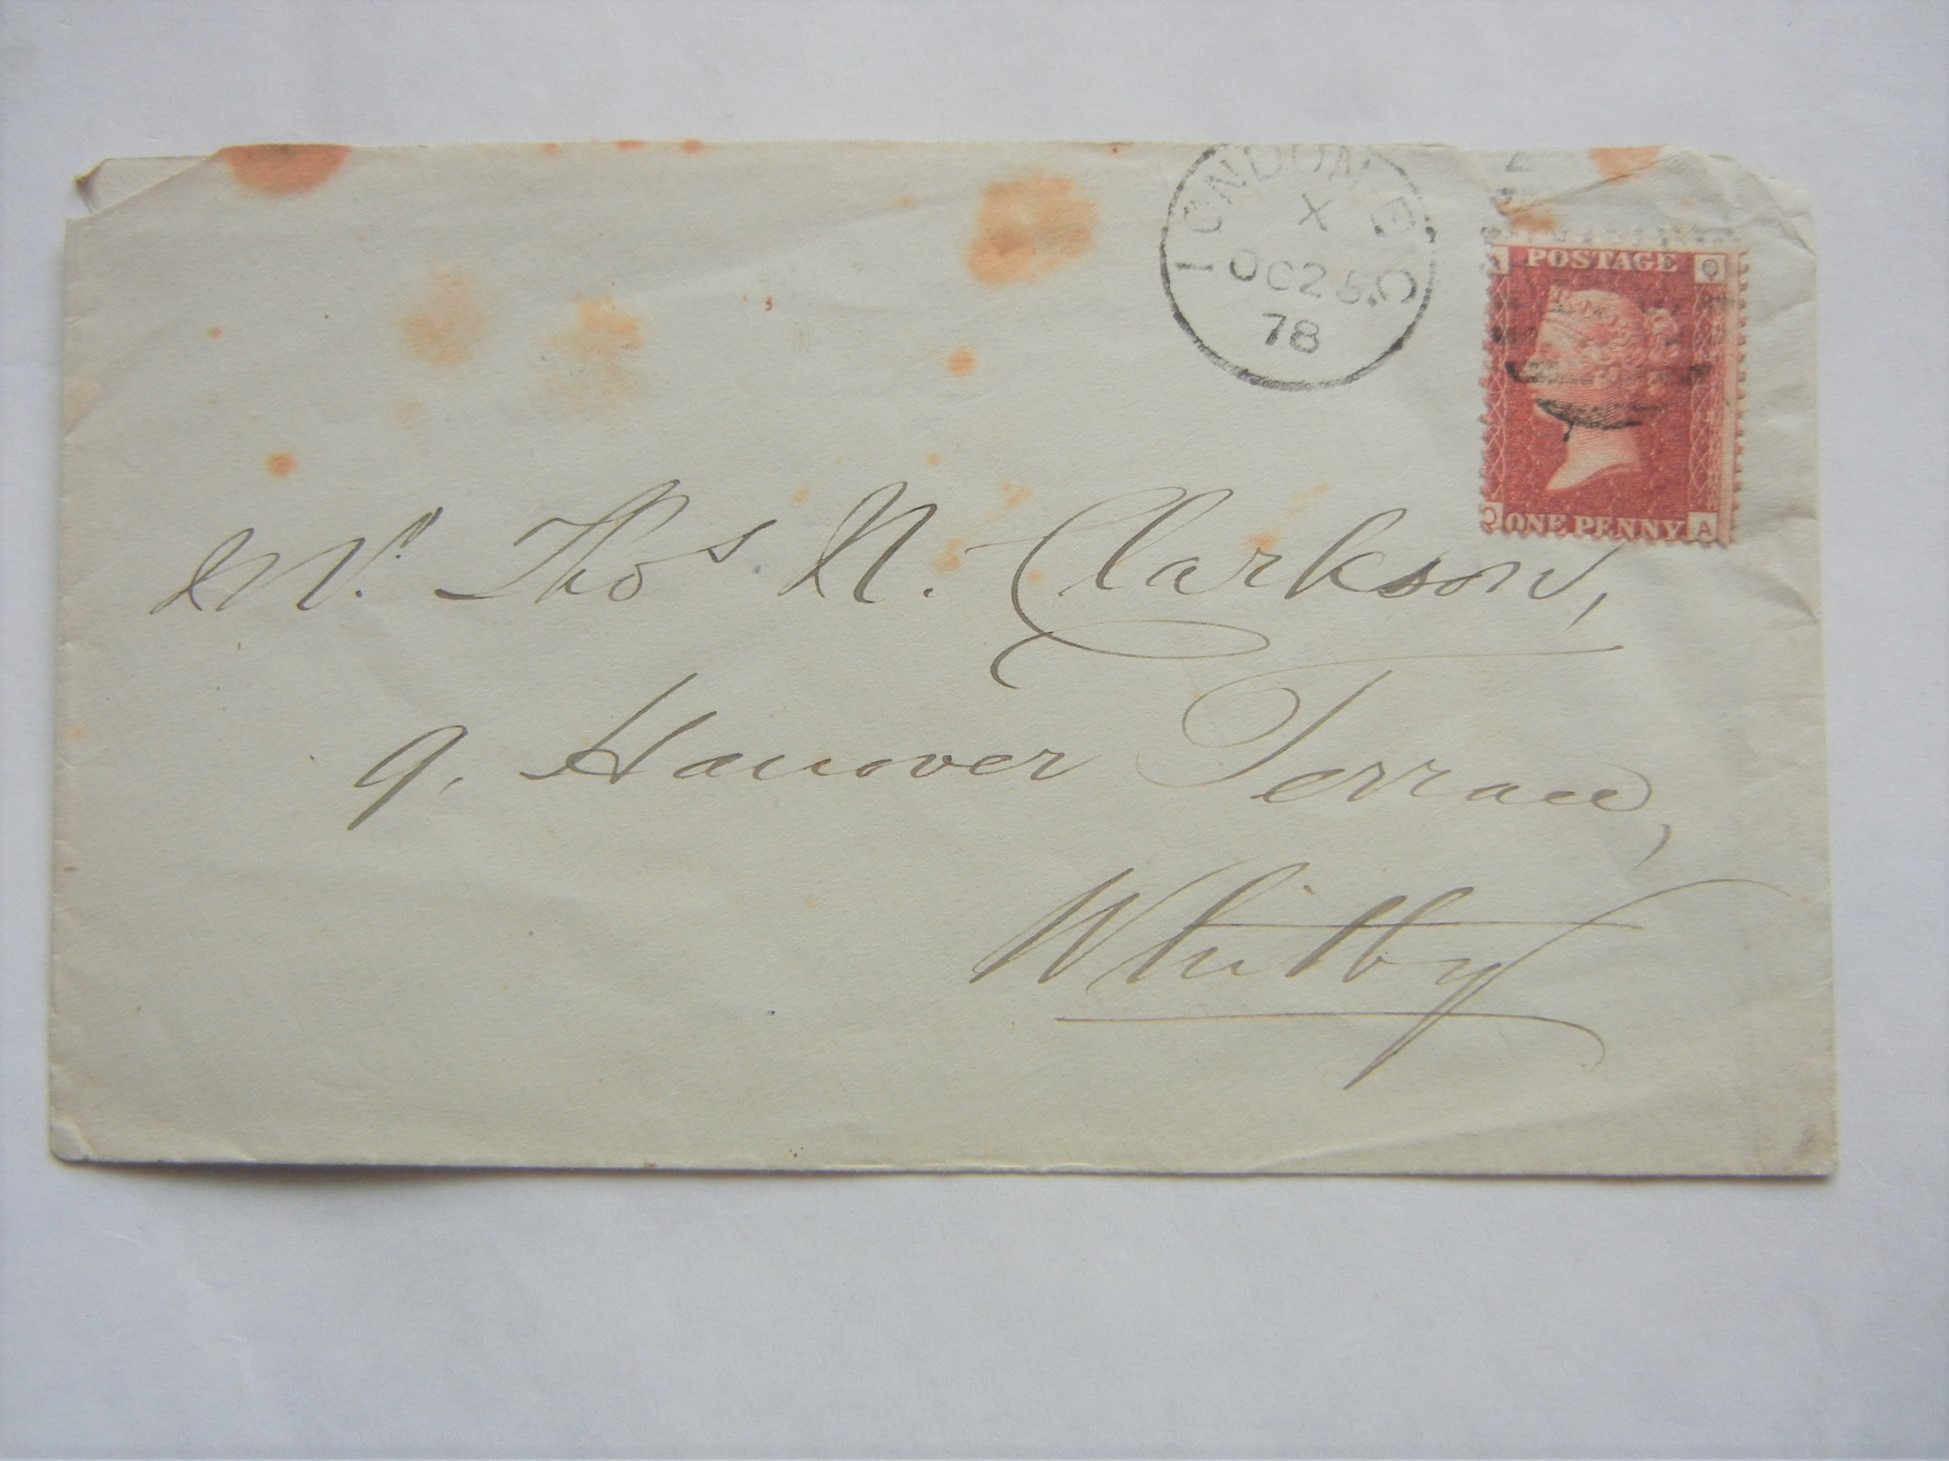 LONDON E.C
X
OC 25
78
POSTAGE
Q
ONE PENNY
Q A
Mr. Thos N. Clarkson,
9, Hanover Terrace,
Whitby